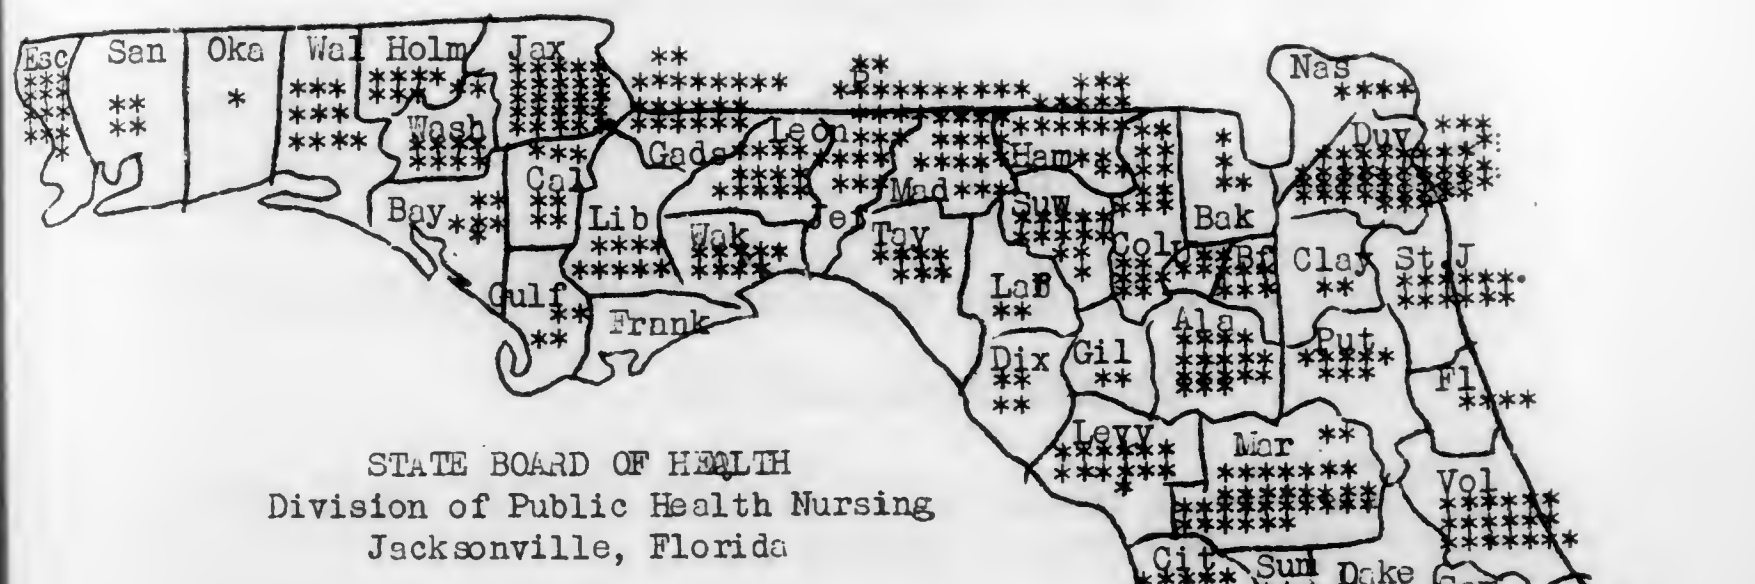 Esc San Oka Wal Holm Jax
Nas
Wash Leon Duv
Gads Ham
Cal Mad
Bay Lib Jef Suw Bak
Wak Tay Col U Bf Clay St.J
Gulf Laf
Frank Ala
Dix Gil Put
Fl
Levy Mar
STATE BOARD OF HEALTH
Vol
Division of Public Health Nursing
Jacksonville, Florida
Cit Sum